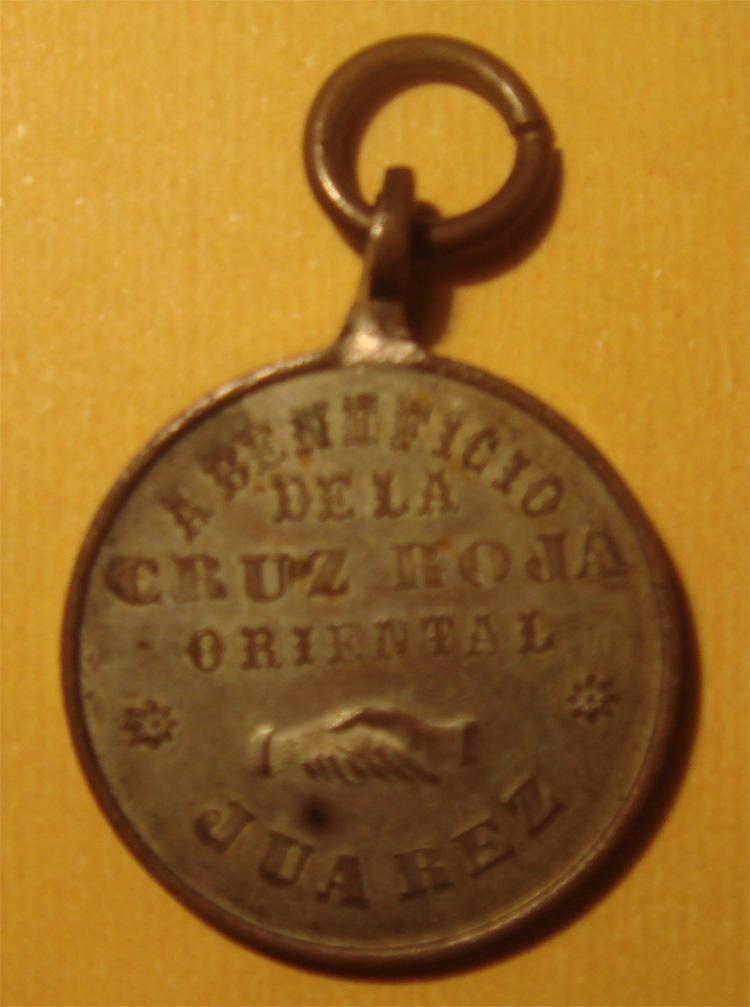 A BENEFICIO
DE LA
CRUZ ROJA
ORIENTAL
JUAREZ